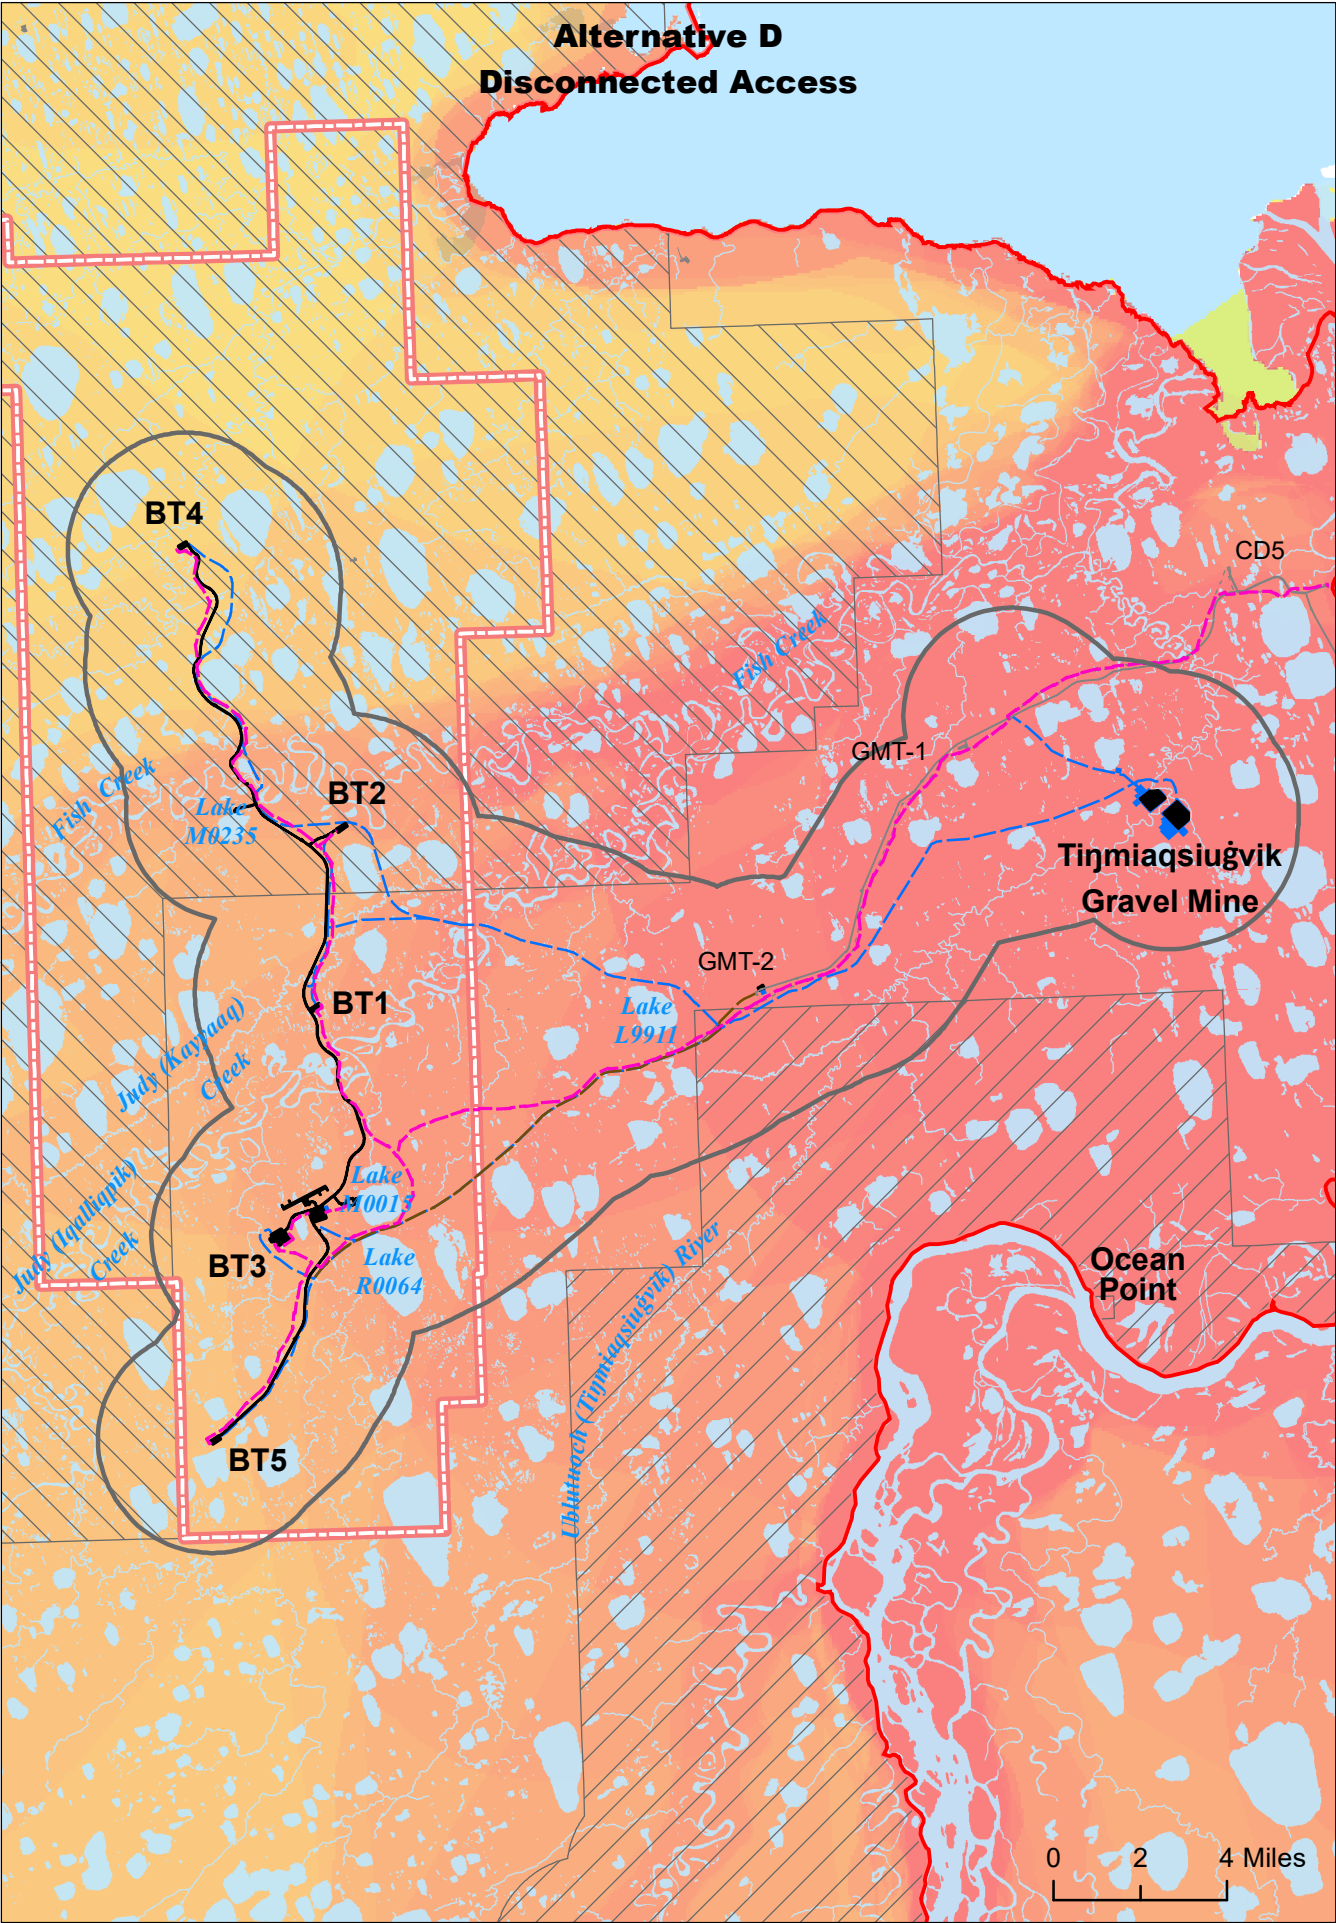 Alternative D
Disconnected Access
BT4
CD5
Fish Creek
GMT-1
Fish Creek
BT2
Lake
M0235
Tiŋmiaqsiuġvik
Gravel Mine
GMT-2
BT1
Lake
L9911
Judy (Kayyaaq)
Creek
Judy (Iqalliqpik)
Creek
Lake
M0015
BT3
Lake
R0064
Ublutuoch (Tiŋmiaqsiuġvik) River
Ocean
Point
BT5
0 2 4 Miles